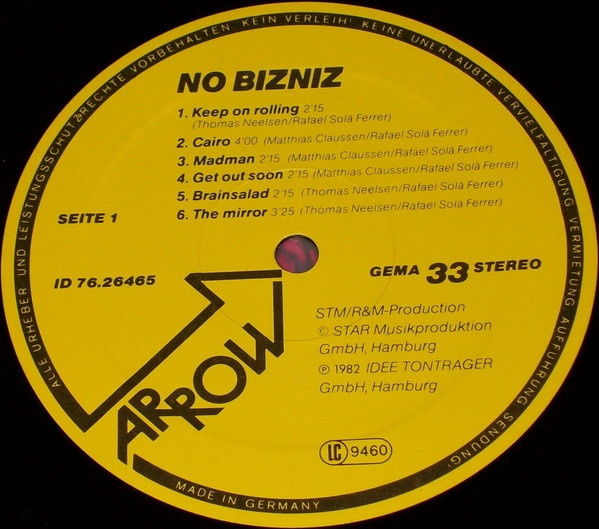 ALLE URHEBER- UND LEISTUNGSSCHUTZRECHTE VORBEHALTEN KEIN VERLEIH! KEINE UNERLAUBTE VERVIELFÄLTIGUNG VERMIETUNG AUFFÜHRUNG SENDUNG!
NO BIZNIZ
1. Keep on rolling 2'15
(Thomas Neelsen/Rafael Solá Ferrer)
2. Cairo 4'00 (Matthias Claussen/Rafael Solá Ferrer)
3. Madman 2'15 (Matthias Claussen/Rafael Solá Ferrer)
4. Get out soon 2'15 (Matthias Claussen/Rafael Solá Ferrer)
5. Brainsalad 2'15 (Thomas Neelsen/Rafael Solá Ferrer)
6. The mirror 3'25 (Thomas Neelsen/Rafael Solá Ferrer)
SEITE 1
ID 76.26465
GEMA 33 STEREO
STM/R&M-Production
© STAR Musikproduktion
GmbH, Hamburg
℗ 1982 IDEE TONTRAGER
GmbH, Hamburg
ARROW
LC 9460
MADE IN GERMANY